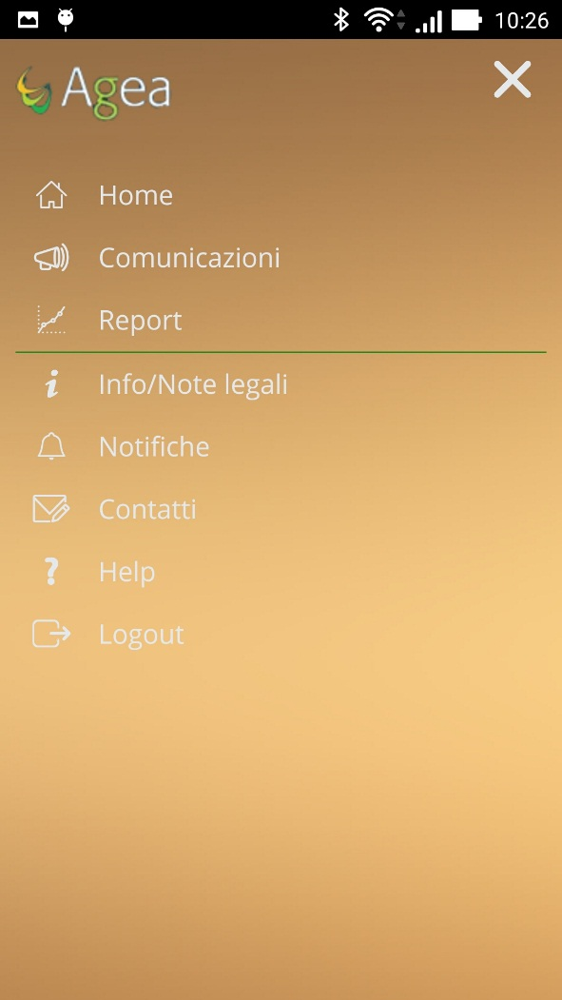 10:26
Agea
Home
Comunicazioni
Report
Info/Note legali
Notifiche
Contatti
Help
Logout